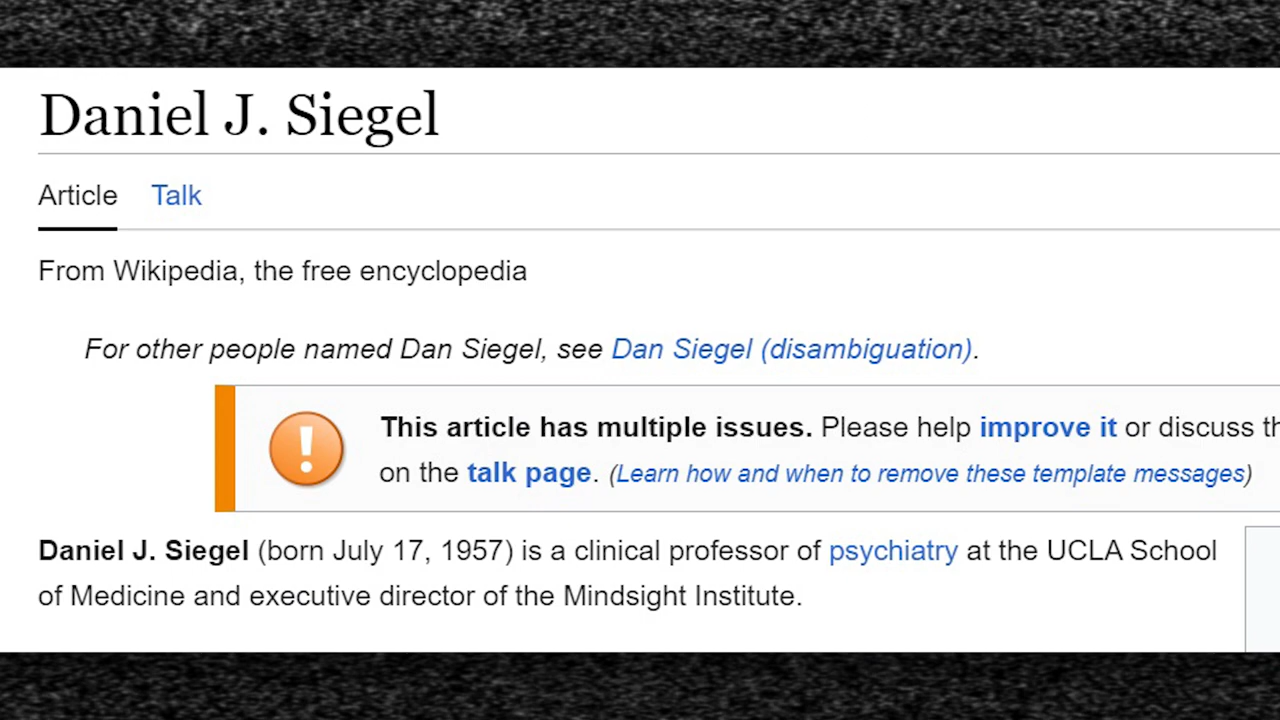 Daniel J. Siegel
Article Talk
From Wikipedia, the free encyclopedia
For other people named Dan Siegel, see Dan Siegel (disambiguation).
This article has multiple issues. Please help improve it or discuss
on the talk page. (Learn how and when to remove these template messages)
Daniel J. Siegel (born July 17, 1957) is a clinical professor of psychiatry at the UCLA School
of Medicine and executive director of the Mindsight Institute.